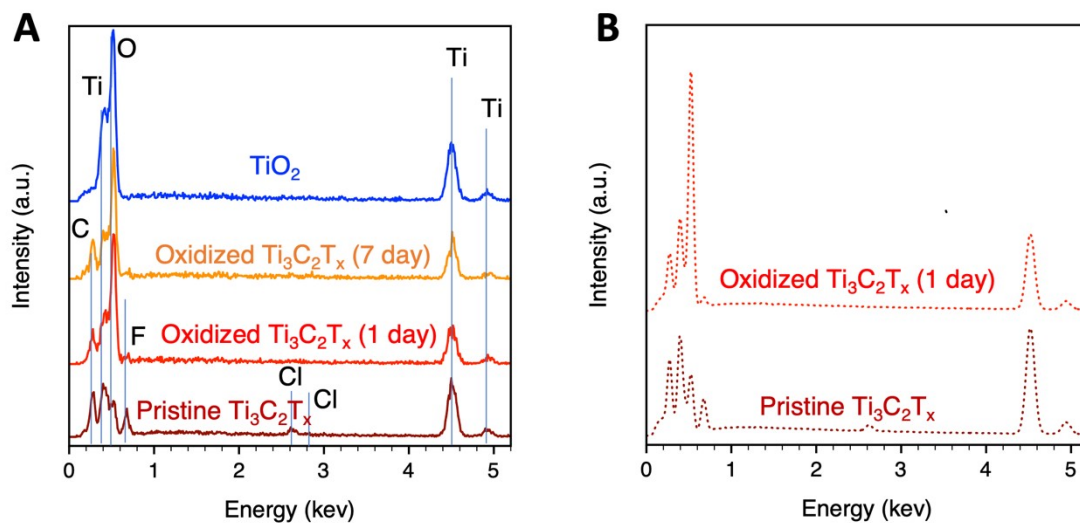 A
B
O
Ti
Ti
Ti
TiO₂
C
Oxidized Ti₃C₂Tₓ (7 day)
Oxidized Ti₃C₂Tₓ (1 day)
F
Cl
Cl
Pristine Ti₃C₂Tₓ
Intensity (a.u.)
0 1 2 3 4 5
Energy (kev)
Oxidized Ti₃C₂Tₓ (1 day)
Pristine Ti₃C₂Tₓ
Intensity (a.u.)
0 1 2 3 4 5
Energy (kev)